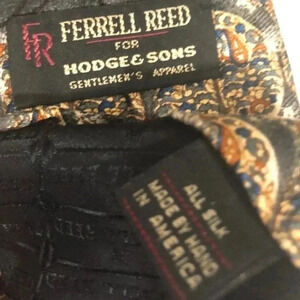 FR FERRELL REED
FOR
HODGE & SONS
GENTLEMEN'S APPAREL
ALL SILK
MADE BY HAND
IN AMERICA